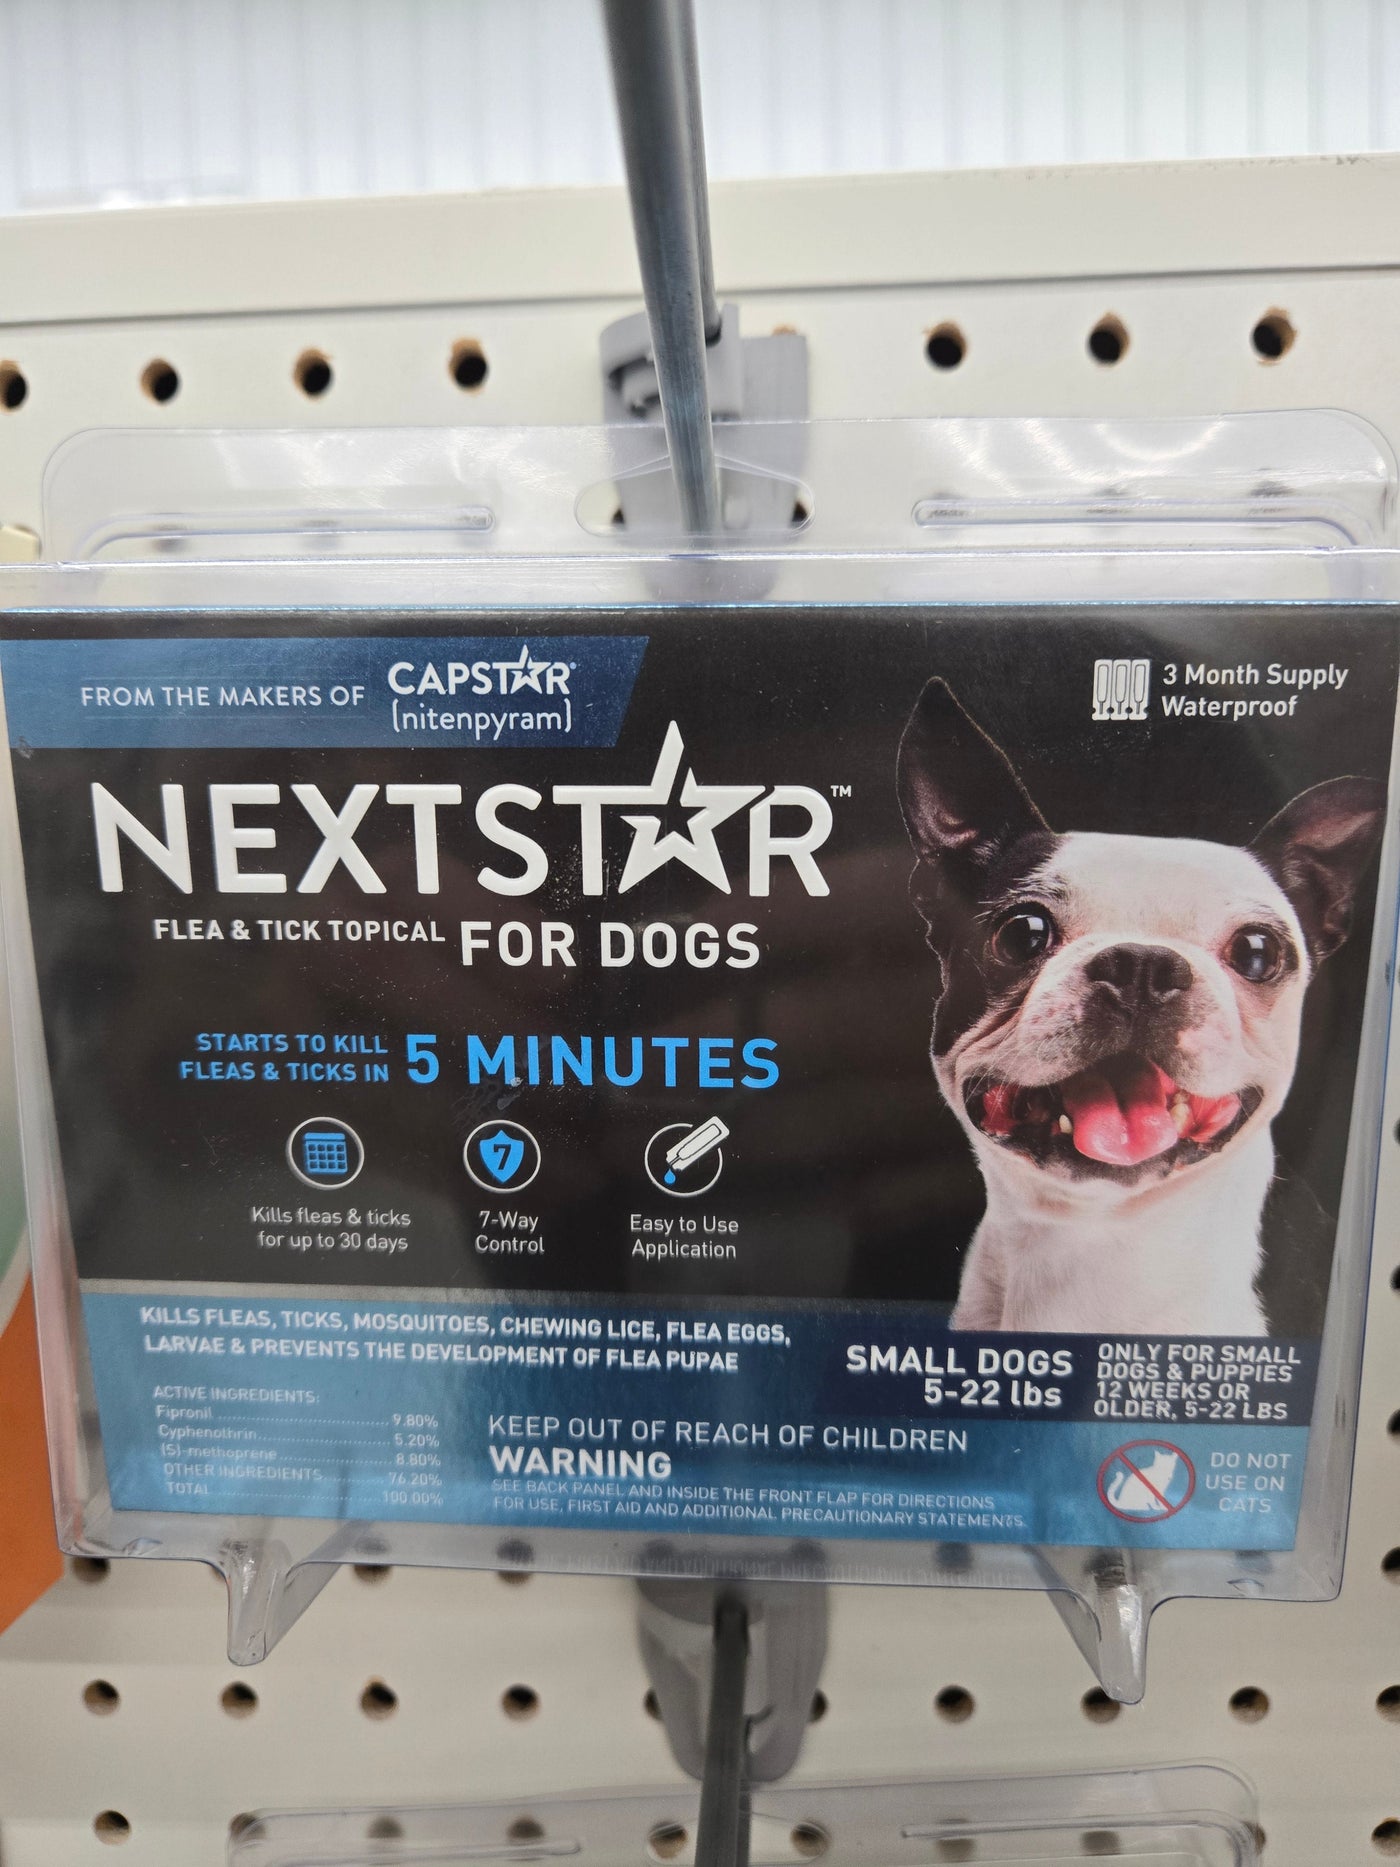 FROM THE MAKERS OF CAPSTAR®
(nitenpyram)
3 Month Supply
Waterproof
NEXTSTAR™
FLEA & TICK TOPICAL FOR DOGS
STARTS TO KILL
FLEAS & TICKS IN 5 MINUTES
7
Kills fleas & ticks
for up to 30 days
7-Way
Control
Easy to Use
Application
KILLS FLEAS, TICKS, MOSQUITOES, CHEWING LICE, FLEA EGGS,
LARVAE & PREVENTS THE DEVELOPMENT OF FLEA PUPAE
SMALL DOGS
5-22 lbs
ONLY FOR SMALL
DOGS & PUPPIES
12 WEEKS OR
OLDER, 5-22 LBS
ACTIVE INGREDIENTS:
Fipronil 9.80%
Cyphenothrin 5.20%
(S)-methoprene 8.80%
OTHER INGREDIENTS 76.20%
TOTAL 100.00%
KEEP OUT OF REACH OF CHILDREN
WARNING
SEE BACK PANEL AND INSIDE THE FRONT FLAP FOR DIRECTIONS
FOR USE, FIRST AID AND ADDITIONAL PRECAUTIONARY STATEMENTS.
DO NOT
USE ON
CATS